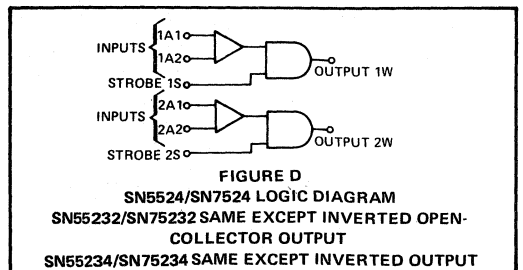 1A1
INPUTS
1A2
STROBE 1S
OUTPUT 1W
2A1
INPUTS
2A2
STROBE 2S
OUTPUT 2W
FIGURE D
SN5524/SN7524 LOGIC DIAGRAM
SN55232/SN75232 SAME EXCEPT INVERTED OPEN-
COLLECTOR OUTPUT
SN55234/SN75234 SAME EXCEPT INVERTED OUTPUT